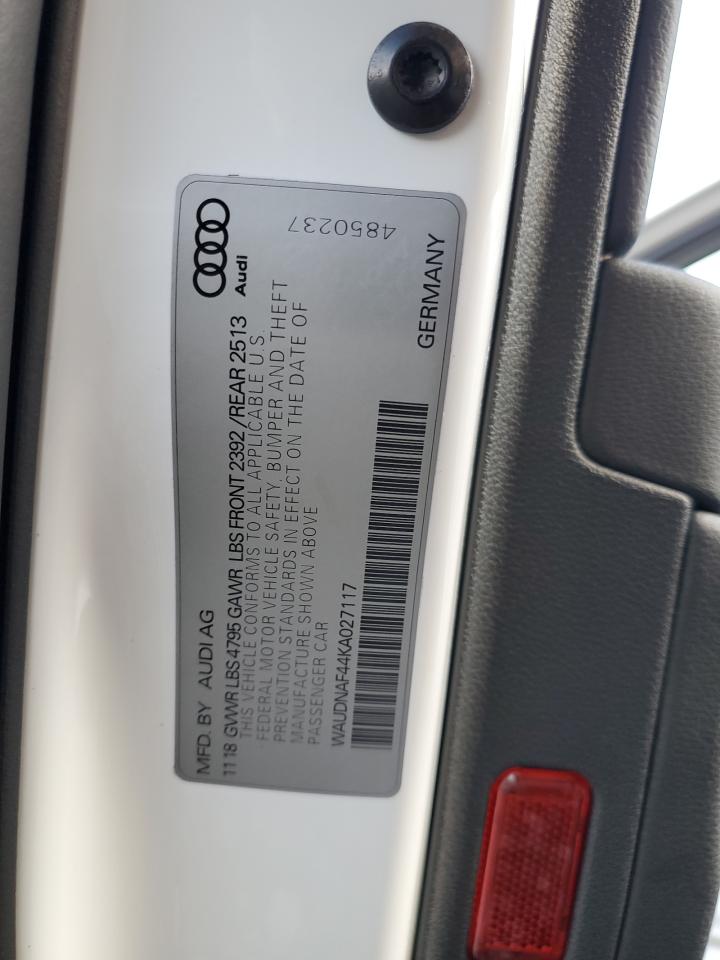 MFD. BY AUDI AG
11 18 GVWR LBS 4795 GAWR LBS FRONT 2392 /REAR 2513
THIS VEHICLE CONFORMS TO ALL APPLICABLE U.S.
FEDERAL MOTOR VEHICLE SAFETY, BUMPER AND THEFT
PREVENTION STANDARDS IN EFFECT ON THE DATE OF
MANUFACTURE SHOWN ABOVE
PASSENGER CAR
WAUDNAF44KA027117
Audi
GERMANY
4850237